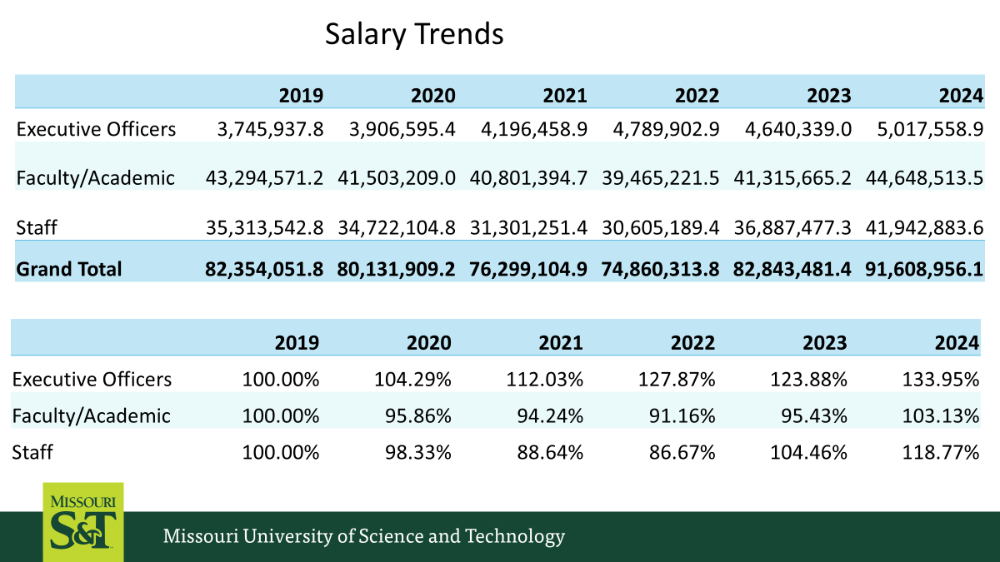 Salary Trends
2019 2020 2021 2022 2023 2024
Executive Officers 3,745,937.8 3,906,595.4 4,196,458.9 4,789,902.9 4,640,339.0 5,017,558.9
Faculty/Academic 43,294,571.2 41,503,209.0 40,801,394.7 39,465,221.5 41,315,665.2 44,648,513.5
Staff 35,313,542.8 34,722,104.8 31,301,251.4 30,605,189.4 36,887,477.3 41,942,883.6
Grand Total 82,354,051.8 80,131,909.2 76,299,104.9 74,860,313.8 82,843,481.4 91,608,956.1
2019 2020 2021 2022 2023 2024
Executive Officers 100.00% 104.29% 112.03% 127.87% 123.88% 133.95%
Faculty/Academic 100.00% 95.86% 94.24% 91.16% 95.43% 103.13%
Staff 100.00% 98.33% 88.64% 86.67% 104.46% 118.77%
MISSOURI
S&T
Missouri University of Science and Technology